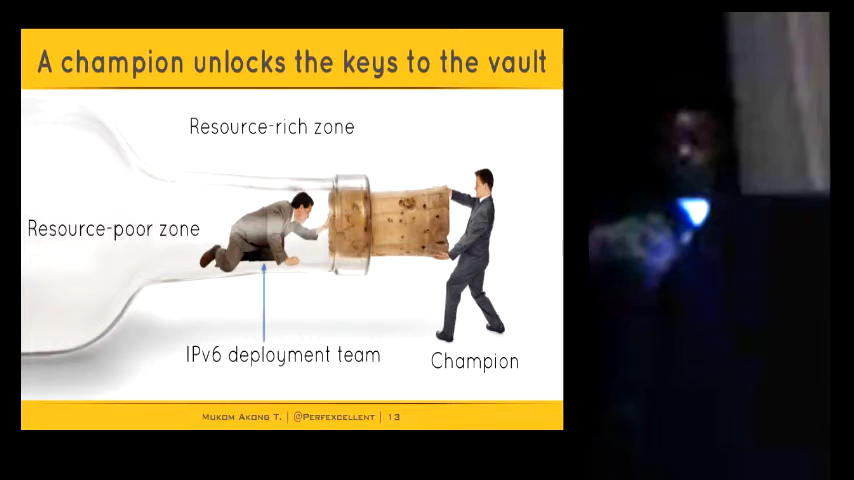 A champion unlocks the keys to the vault
Resource-rich zone
Resource-poor zone
IPv6 deployment team
Champion
Mukom Akong T. | @Perfexcellent | 13